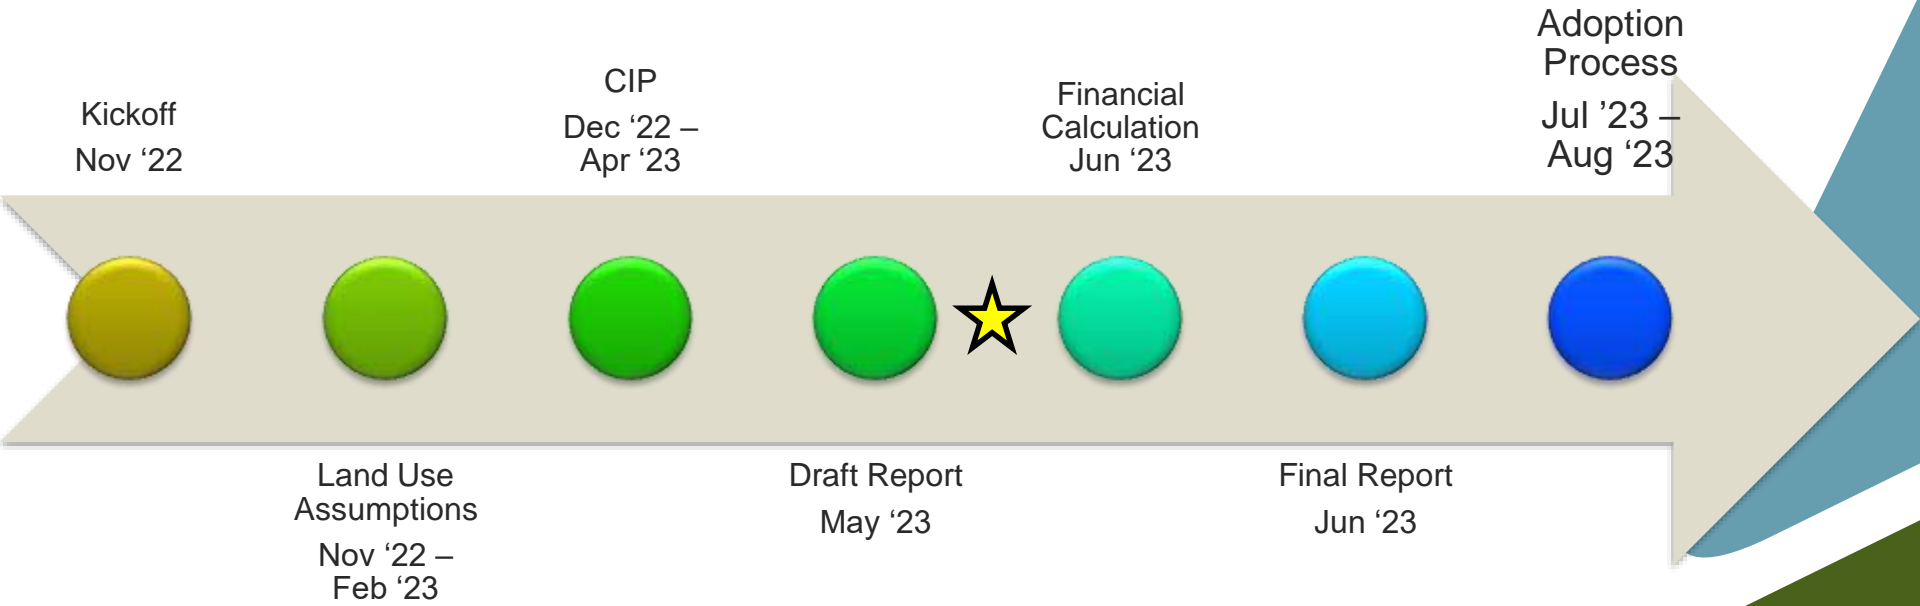 Kickoff
Nov ‘22
Land Use
Assumptions
Nov ‘22 –
Feb ‘23
CIP
Dec ‘22 –
Apr ‘23
Draft Report
May ‘23
Financial
Calculation
Jun ‘23
Final Report
Jun ‘23
Adoption
Process
Jul ’23 –
Aug ‘23